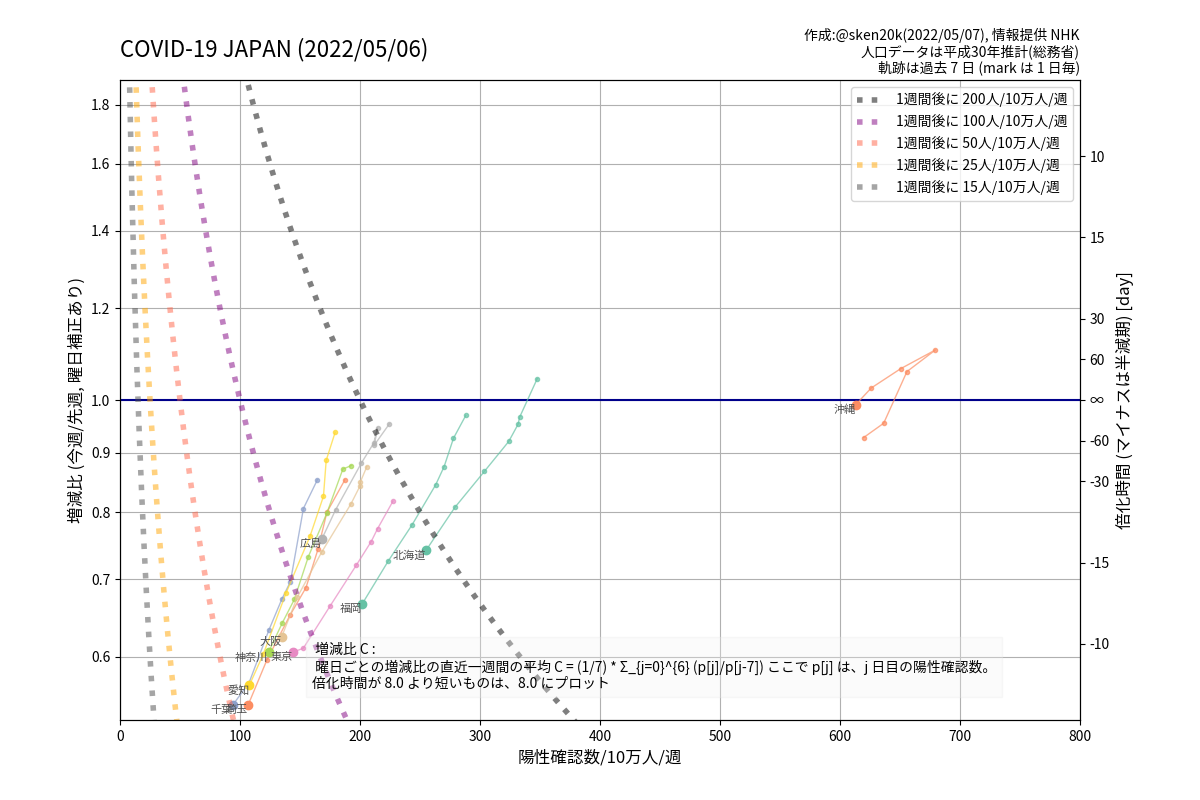 COVID-19 JAPAN (2022/05/06)
作成:@sken20k(2022/05/07), 情報提供 NHK
人口データは平成30年推計(総務省)
軌跡は過去 7 日 (mark は 1 日毎)
1週間後に 200人/10万人/週
1週間後に 100人/10万人/週
1週間後に 50人/10万人/週
1週間後に 25人/10万人/週
1週間後に 15人/10万人/週
1.8
1.6
1.4
1.2
1.0
0.9
0.8
0.7
0.6
増減比 (今週/先週, 曜日補正あり)
10
15
30
60
∞
-60
-30
-15
-10
倍化時間 (マイナスは半減期) [day]
沖縄
広島
北海道
福岡
大阪
神奈川
東京
愛知
千葉
埼玉
増減比 C :
曜日ごとの増減比の直近一週間の平均 C = (1/7) * Σ_{j=0}^{6} (p[j]/p[j-7]) ここで p[j] は、j 日目の陽性確認数。
倍化時間が 8.0 より短いものは、8.0 にプロット
0 100 200 300 400 500 600 700 800
陽性確認数/10万人/週